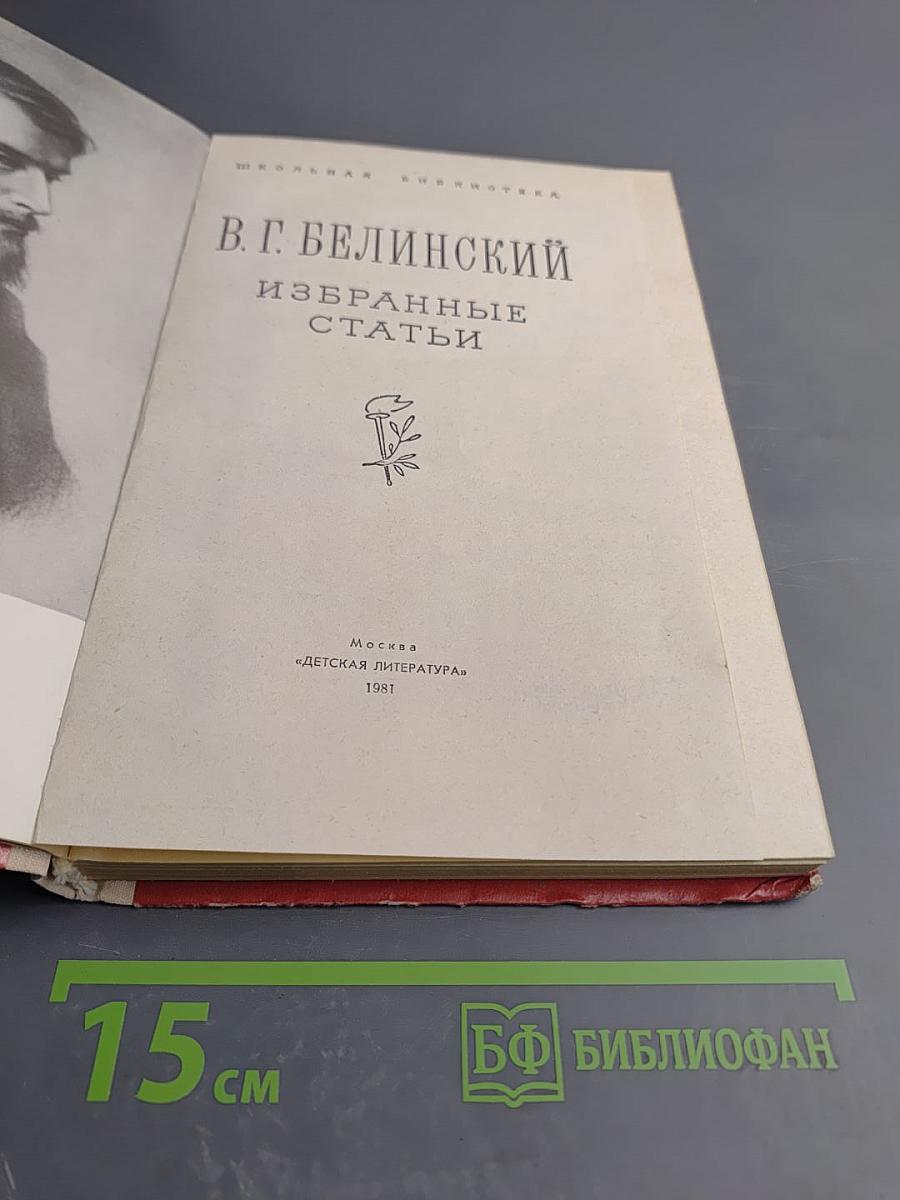 ШКОЛЬНАЯ БИБЛИОТЕКА
В. Г. БЕЛИНСКИЙ
ИЗБРАННЫЕ
СТАТЬИ
Москва
«ДЕТСКАЯ ЛИТЕРАТУРА»
1981
15 СМ
БФ БИБЛИОФАН